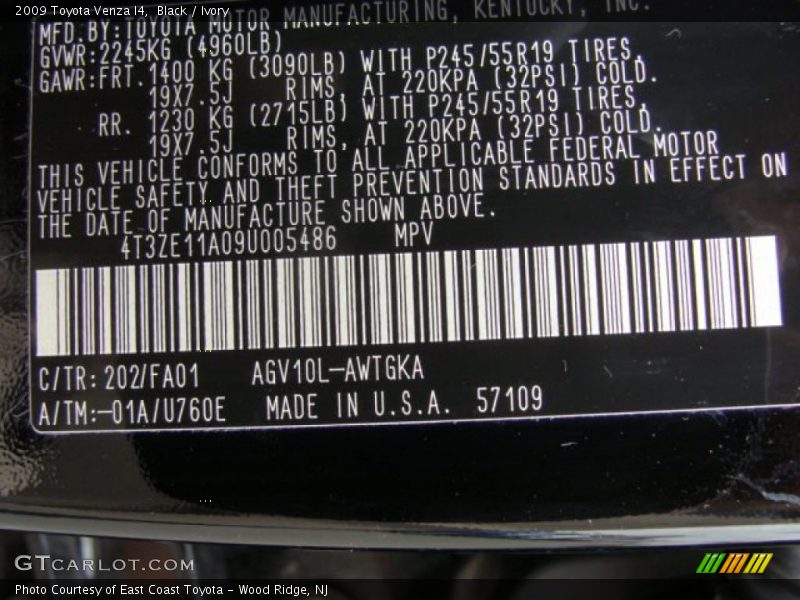 2009 Toyota Venza I4, Black / Ivory
MFD.BY:TOYOTA MOTOR MANUFACTURING, KENTUCKY, INC.
GVWR:2245KG (4960LB)
GAWR:FRT.1400 KG (3090LB) WITH P245/55R19 TIRES,
19X7.5J RIMS, AT 220KPA (32PSI) COLD.
RR. 1230 KG (2715LB) WITH P245/55R19 TIRES,
19X7.5J RIMS, AT 220KPA (32PSI) COLD.
THIS VEHICLE CONFORMS TO ALL APPLICABLE FEDERAL MOTOR
VEHICLE SAFETY AND THEFT PREVENTION STANDARDS IN EFFECT ON
THE DATE OF MANUFACTURE SHOWN ABOVE.
4T3ZE11A09U005486 MPV
C/TR:202/FA01 AGV10L-AWTGKA
A/TM:-01A/U760E MADE IN U.S.A. 57109
GTCARLOT.COM
Photo Courtesy of East Coast Toyota - Wood Ridge, NJ